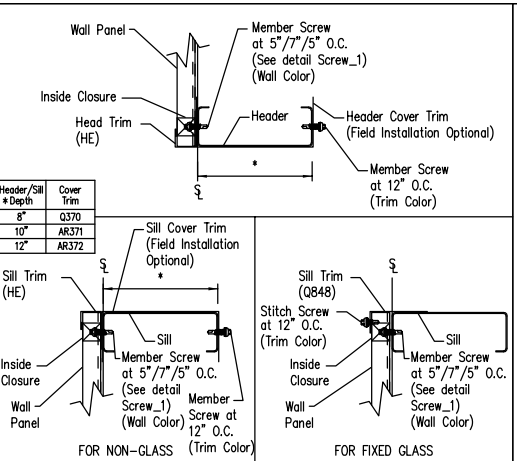 Wall Panel
Member Screw
at 5"/7"/5" O.C.
(See detail Screw_1)
(Wall Color)
Inside Closure
Head Trim
(HE)
Header
Header Cover Trim
(Field Installation Optional)
*
Member Screw
at 12" O.C.
(Trim Color)
Header/Sill
* Depth
Cover
Trim
8" Q370
10" AR371
12" AR372
Sill Cover Trim
(Field Installation
Optional)
*
Sill Trim
(HE)
Sill
Inside
Closure
Wall
Panel
Member Screw
at 5"/7"/5" O.C.
(See detail
Screw_1)
(Wall Color)
Member
Screw at
12" O.C.
(Trim Color)
FOR NON-GLASS
Sill Trim
(Q848)
Stitch Screw
at 12" O.C.
(Trim Color)
Sill
Inside
Closure
Wall
Panel
Member Screw
at 5"/7"/5" O.C.
(See detail
Screw_1)
(Wall Color)
FOR FIXED GLASS